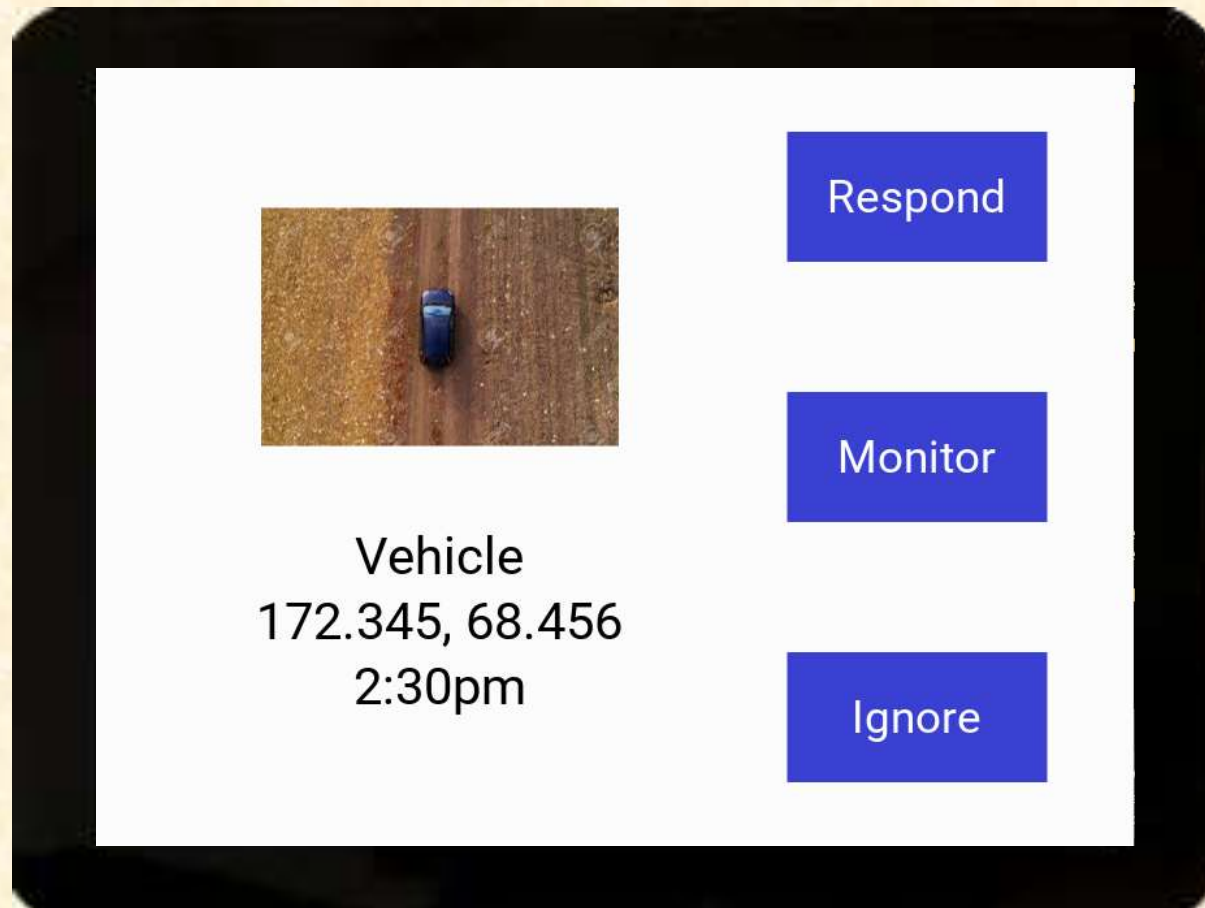 Vehicle
172.345, 68.456
2:30pm
Respond
Monitor
Ignore